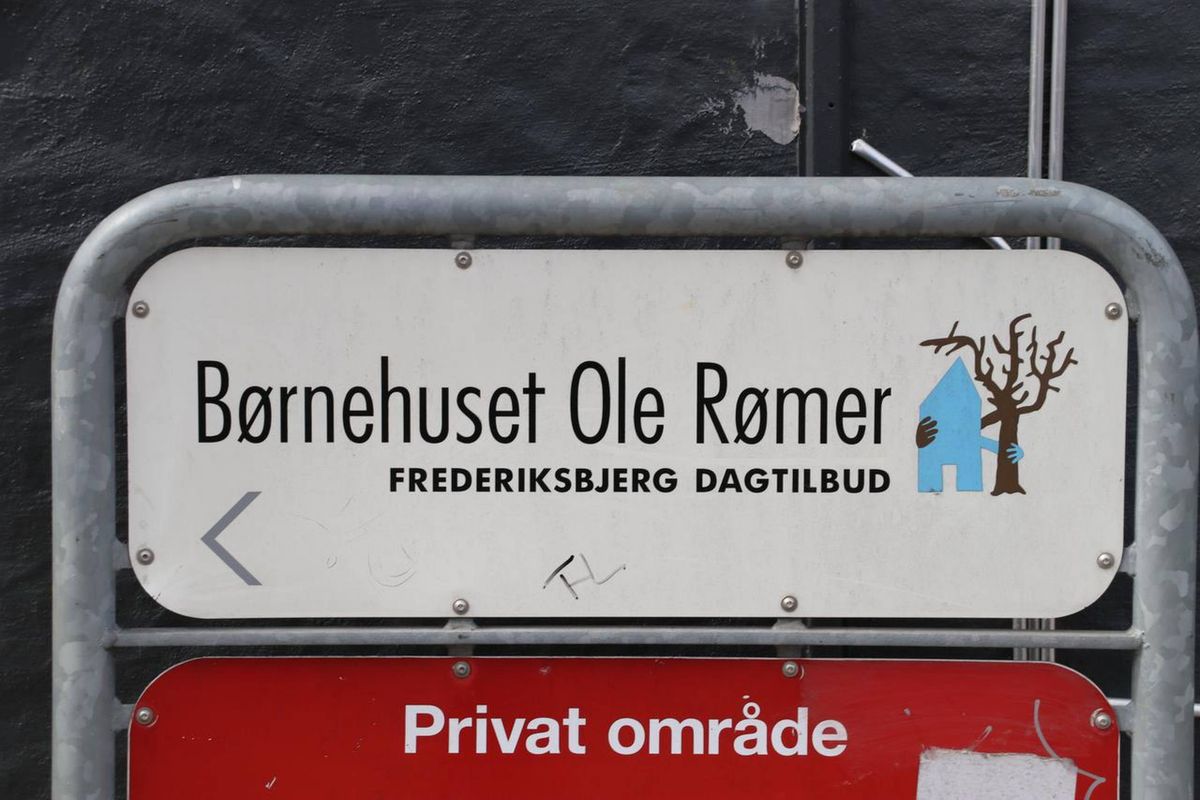 Børnehuset Ole Rømer
FREDERIKSBJERG DAGTILBUD
Privat område